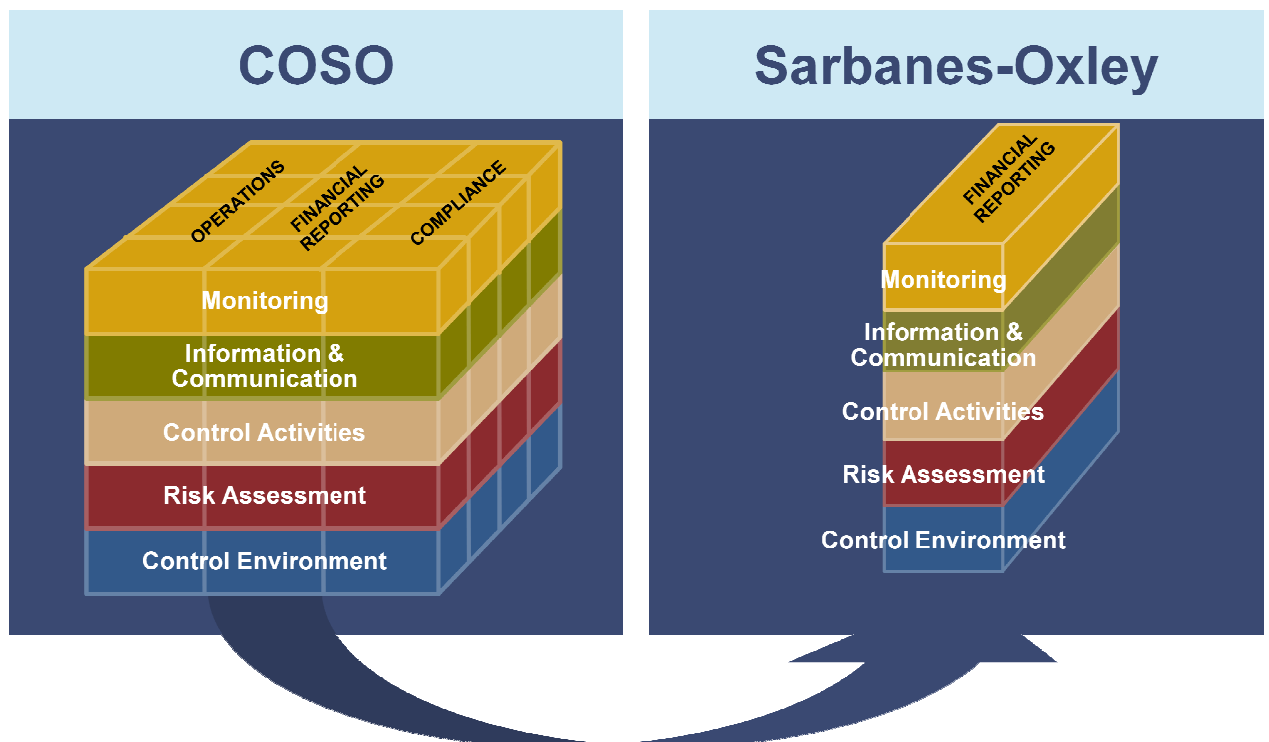 COSO
OPERATIONS
FINANCIAL
REPORTING
COMPLIANCE
Monitoring
Information &
Communication
Control Activities
Risk Assessment
Control Environment
Sarbanes-Oxley
FINANCIAL
REPORTING
Monitoring
Information &
Communication
Control Activities
Risk Assessment
Control Environment